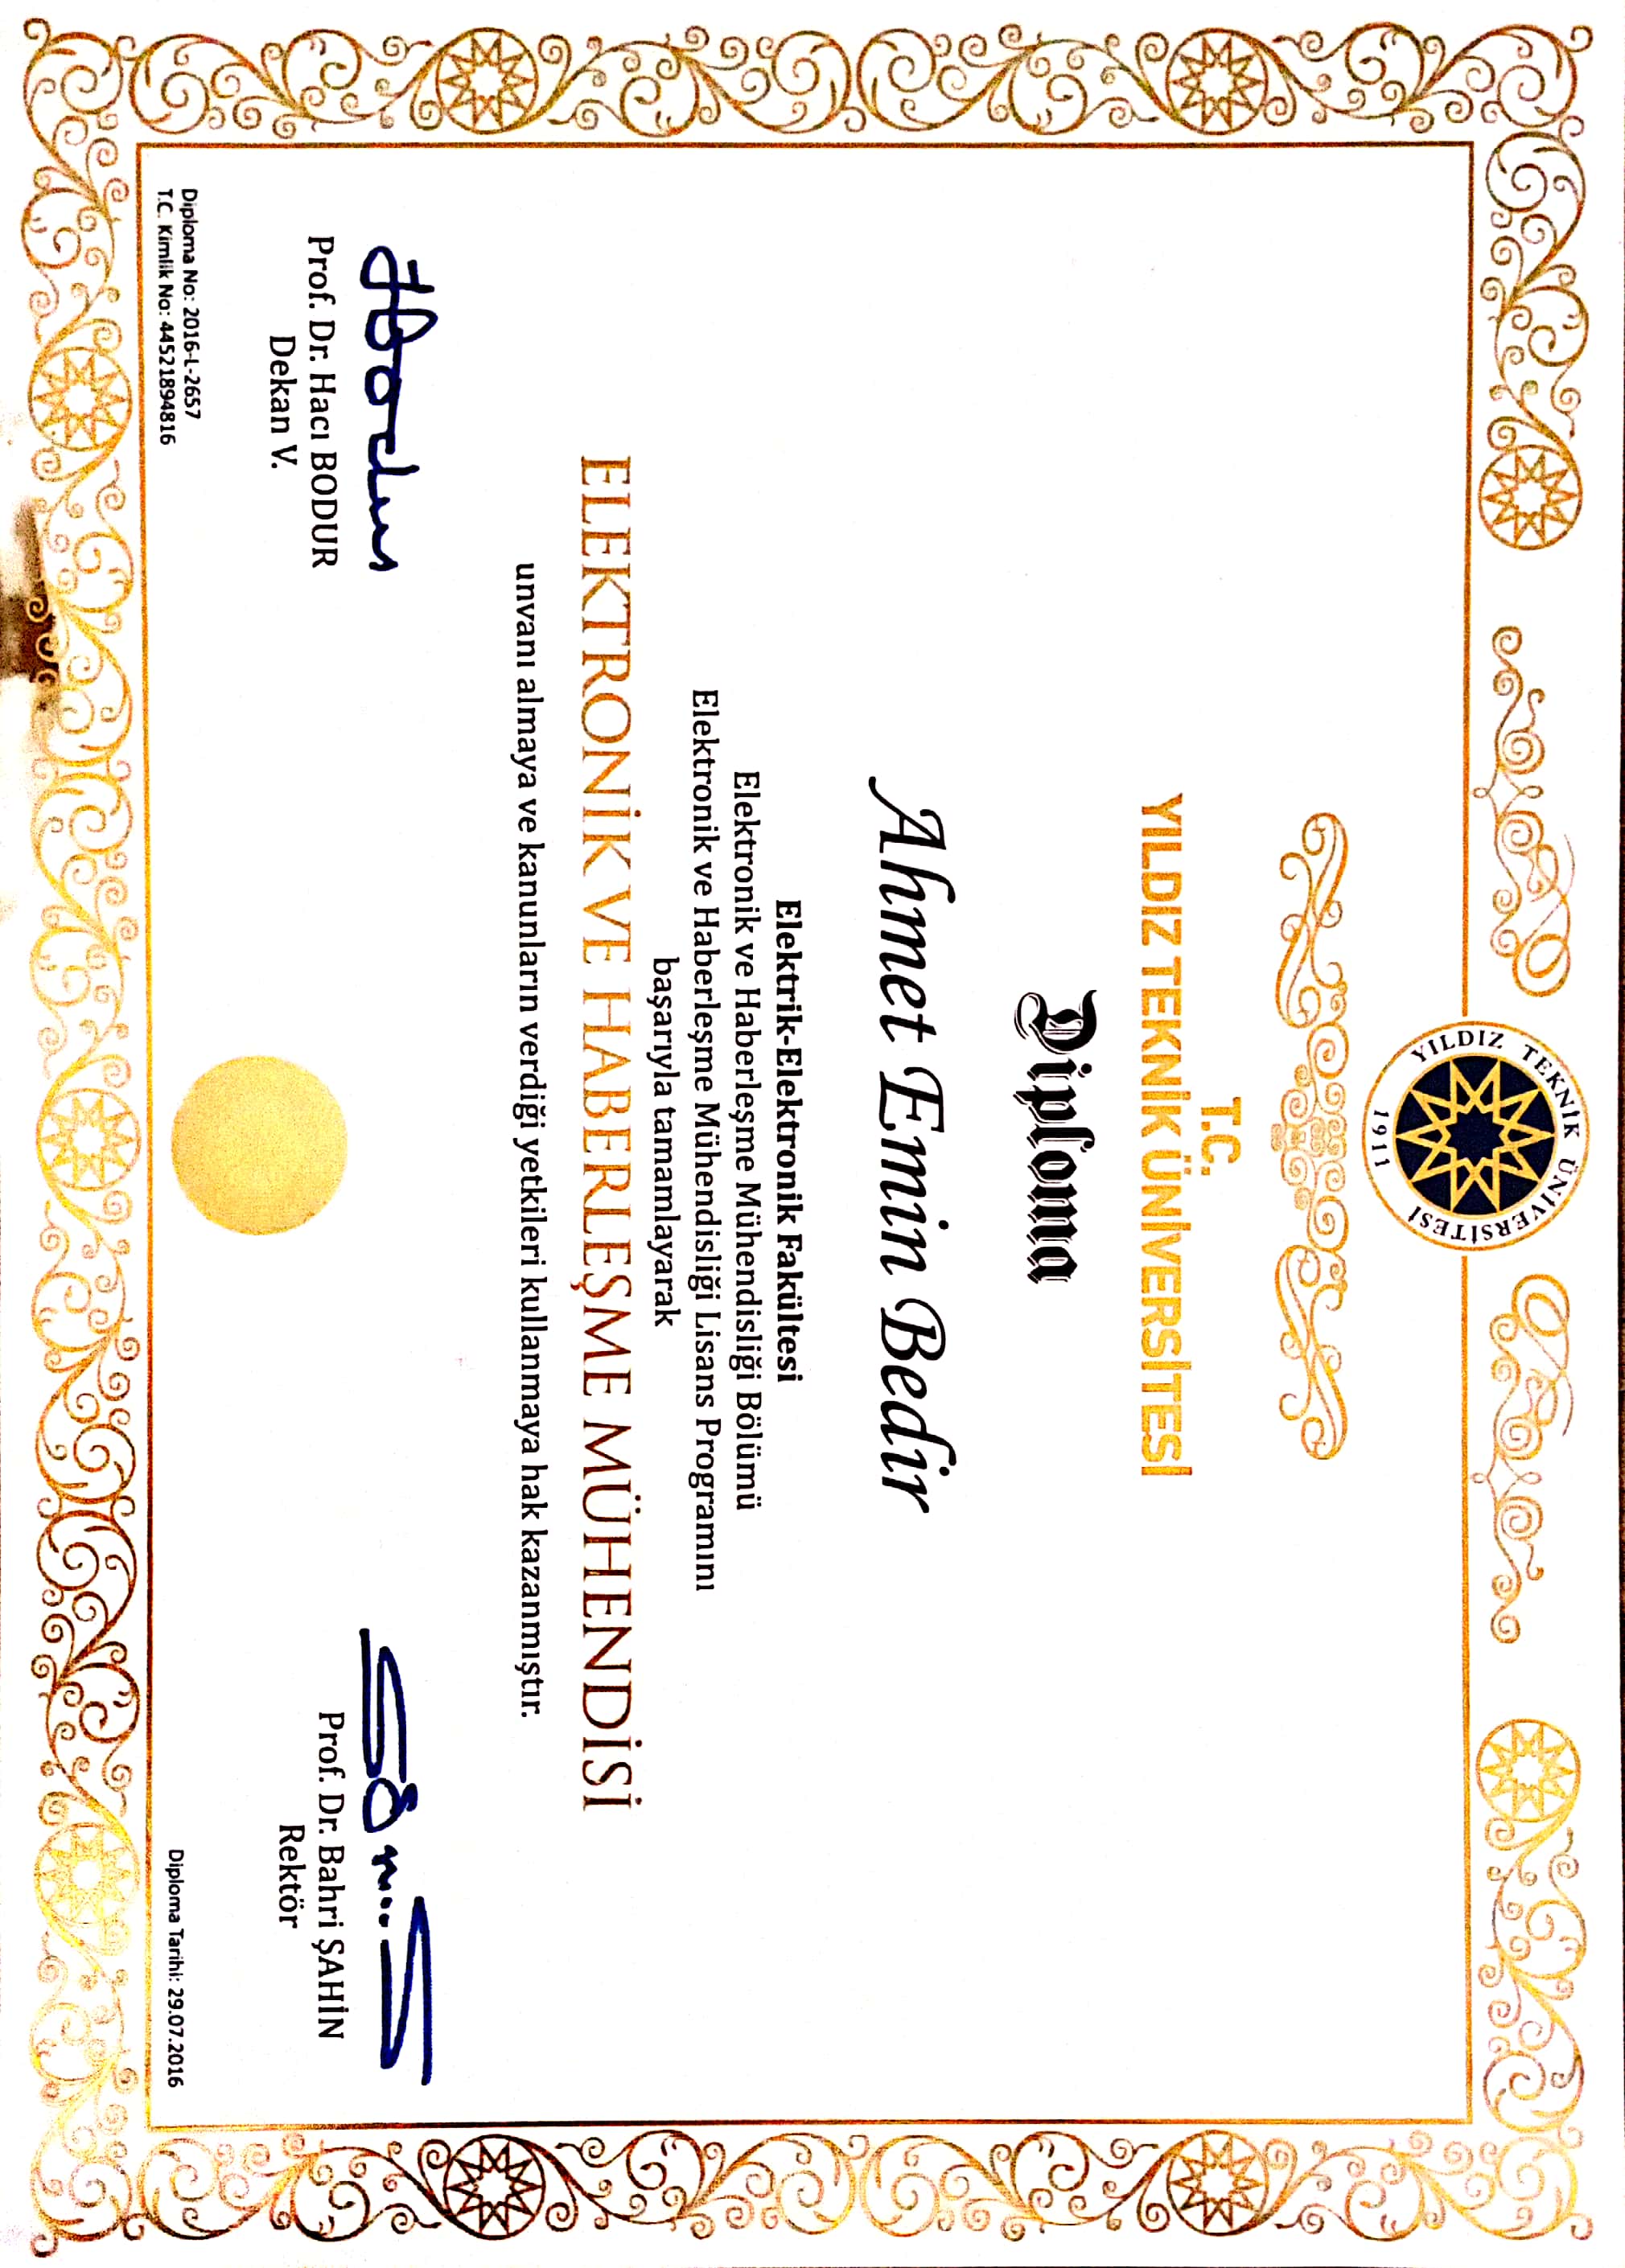 YILDIZ TEKNİK ÜNİVERSİTESİ
1911
T.C.
YILDIZ TEKNİK ÜNİVERSİTESİ
Diploma
Ahmet Emin Bedir
Elektrik-Elektronik Fakültesi
Elektronik ve Haberleşme Mühendisliği Bölümü
Elektronik ve Haberleşme Mühendisliği Lisans Programını
başarıyla tamamlayarak
ELEKTRONİK VE HABERLEŞME MÜHENDİSİ
unvanı almaya ve kanunların verdiği yetkileri kullanmaya hak kazanmıştır.
Prof. Dr. Hacı BODUR
Dekan V.
Prof. Dr. Bahri ŞAHİN
Rektör
Diploma No: 2016-L-2657
T.C. Kimlik No: 44521894816
Diploma Tarihi: 29.07.2016